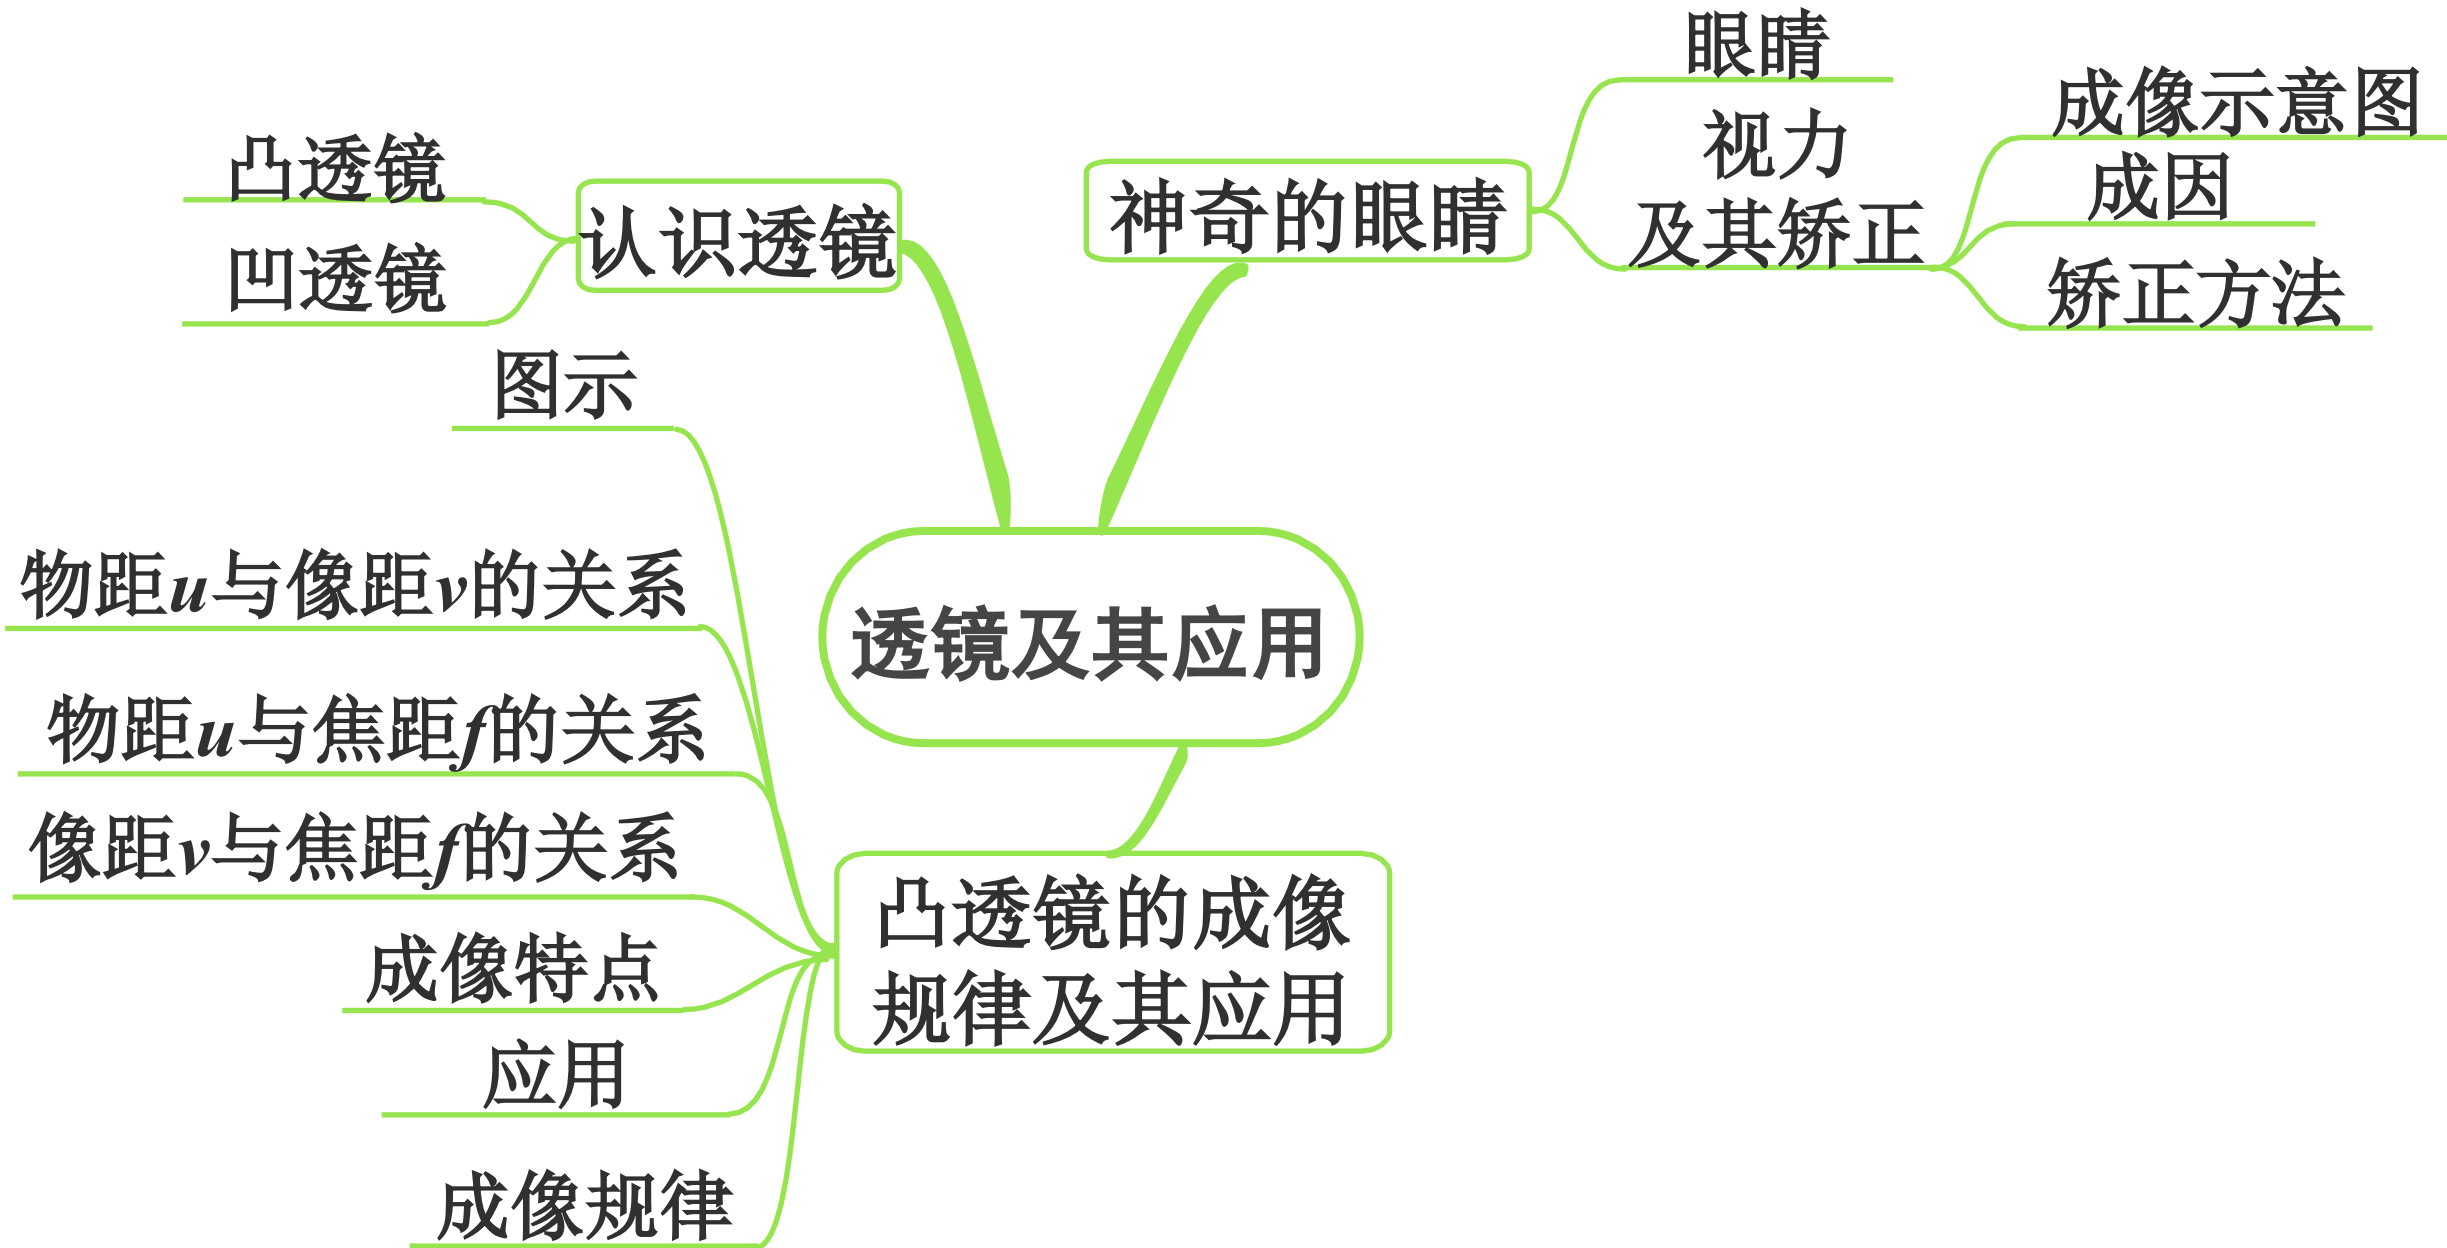 透镜及其应用
认识透镜
凸透镜
凹透镜
神奇的眼睛
眼睛
视力
及其矫正
成像示意图
成因
矫正方法
凸透镜的成像
规律及其应用
图示
物距u与像距v的关系
物距u与焦距f的关系
像距v与焦距f的关系
成像特点
应用
成像规律